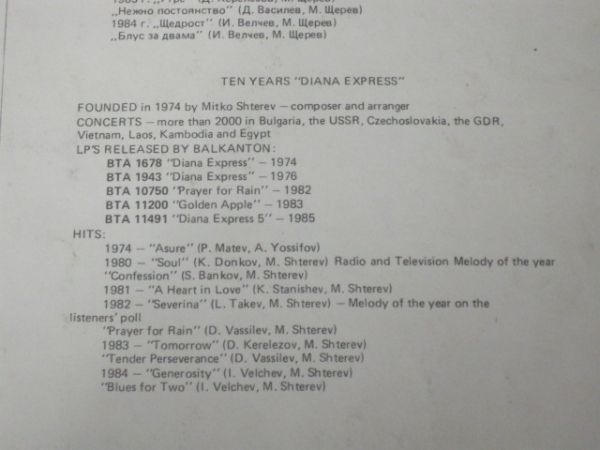 „Нежно постоянство" (Д. Василев, М. Щерев)
1984 г. „Щедрост" (И. Велчев, М. Щерев)
„Блус за двама" (И. Велчев, М. Щерев)
TEN YEARS "DIANA EXPRESS"
FOUNDED in 1974 by Mitko Shterev — composer and arranger
CONCERTS — more than 2000 in Bulgaria, the USSR, Czechoslovakia, the GDR,
Vietnam, Laos, Kambodia and Egypt
LP'S RELEASED BY BALKANTON:
BTA 1678 "Diana Express" — 1974
BTA 1943 "Diana Express" — 1976
BTA 10750 "Prayer for Rain" — 1982
BTA 11200 "Golden Apple" — 1983
BTA 11491 "Diana Express 5" — 1985
HITS:
1974 — "Asure" (P. Matev, A. Yossifov)
1980 — "Soul" (K. Donkov, M. Shterev) Radio and Television Melody of the year
"Confession" (S. Bankov, M. Shterev)
1981 — "A Heart in Love" (K. Stanishev, M. Shterev)
1982 — "Severina" (L. Takev, M. Shterev) — Melody of the year on the
listeners' poll
"Prayer for Rain" (D. Vassilev, M. Shterev)
1983 — "Tomorrow" (D. Kerelezov, M. Shterev)
"Tender Perseverance" (D. Vassilev, M. Shterev)
1984 — "Generosity" (I. Velchev, M. Shterev)
"Blues for Two" (I. Velchev, M. Shterev)